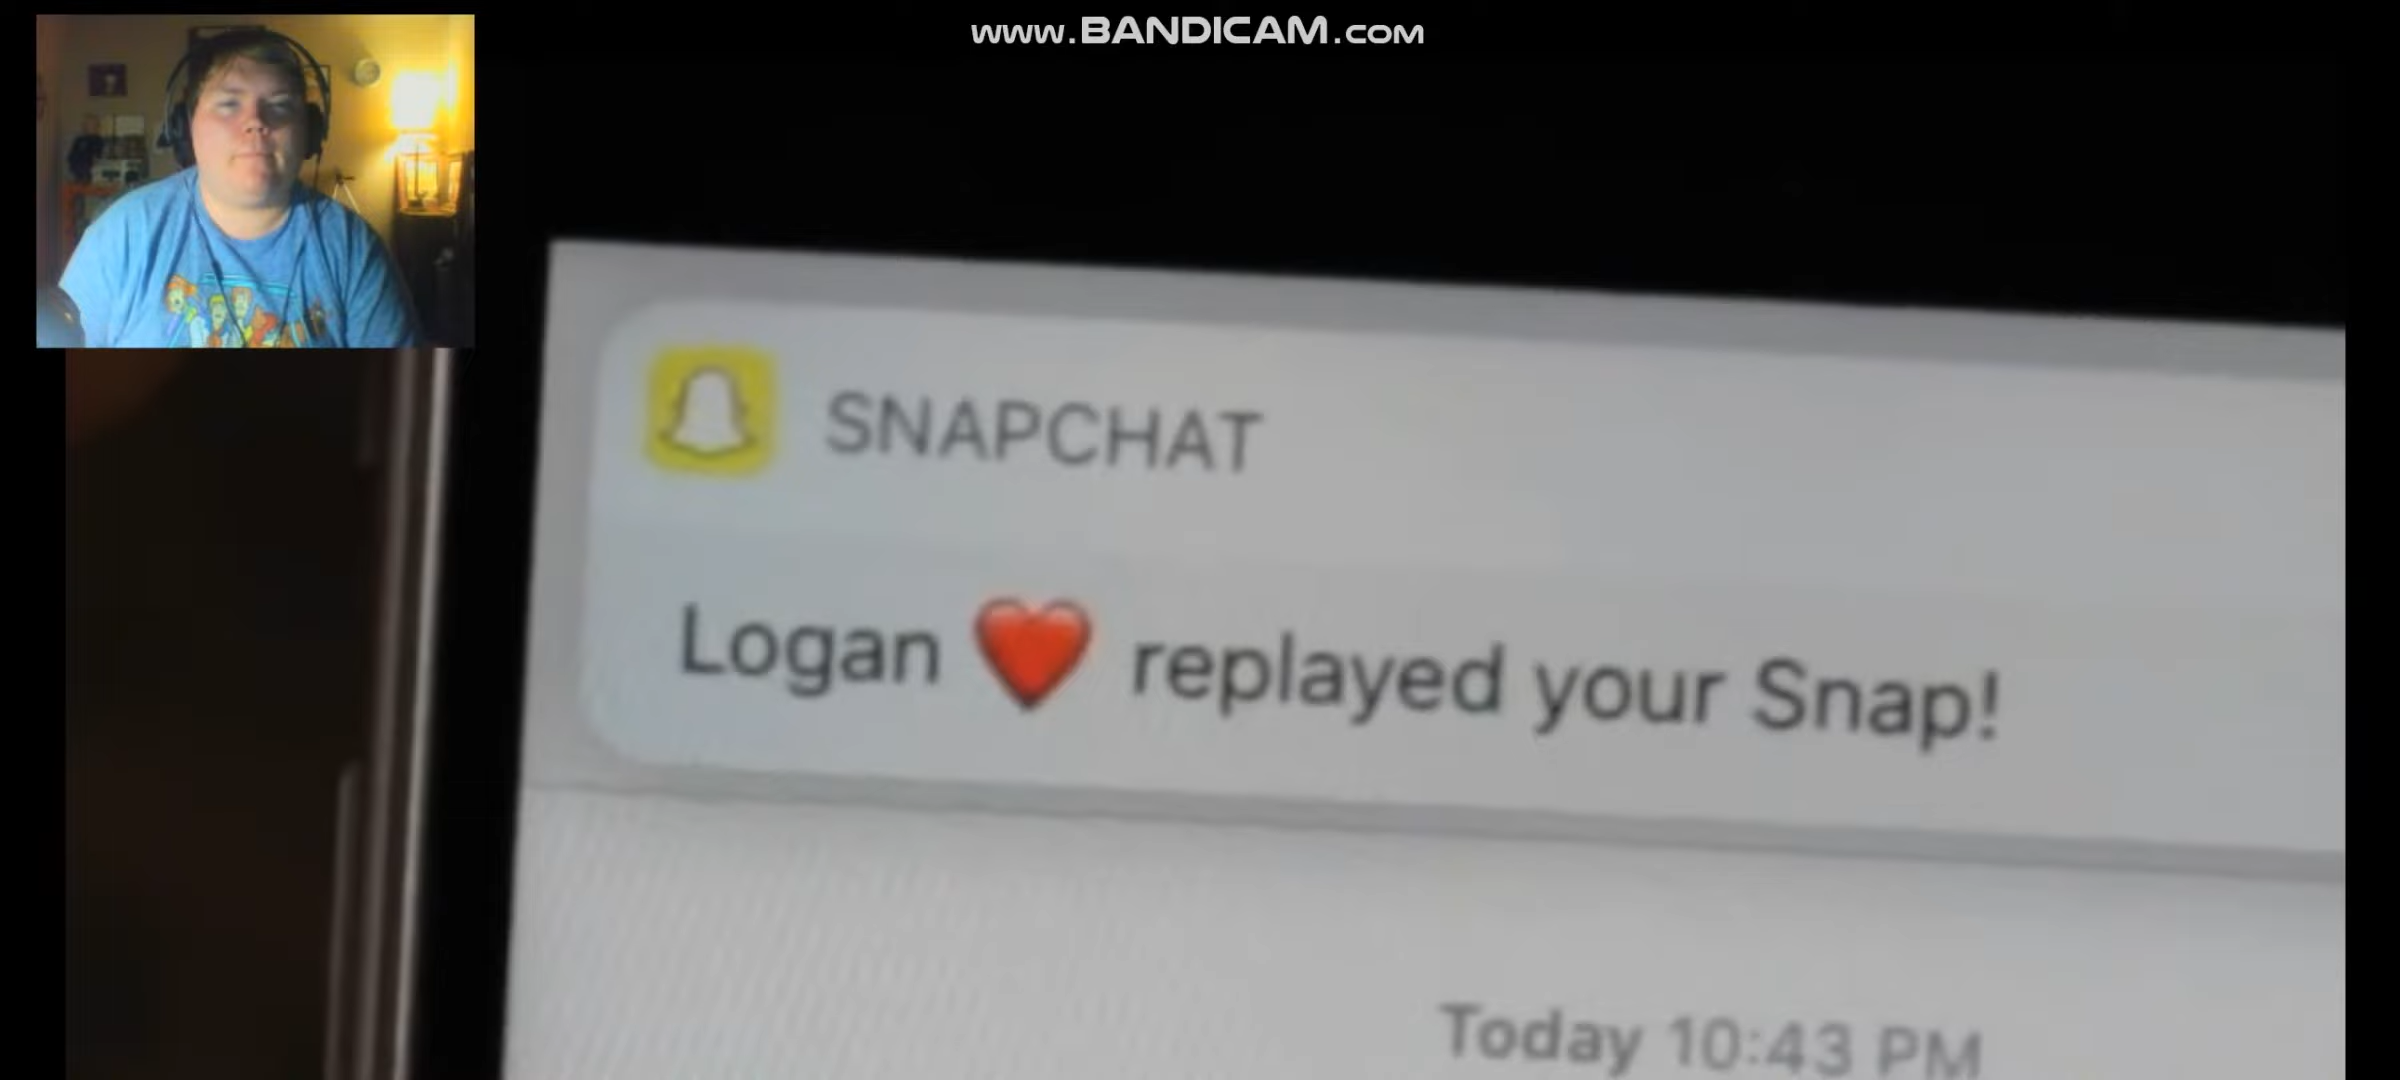 www.BANDICAM.com
SNAPCHAT
Logan ❤️ replayed your Snap!
Today 10:43 PM